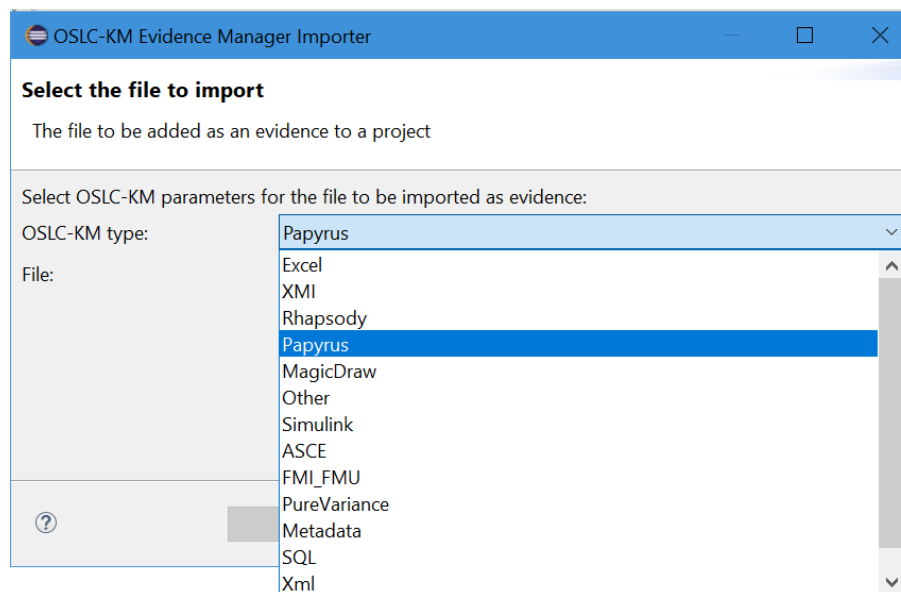 OSLC-KM Evidence Manager Importer
Select the file to import
The file to be added as an evidence to a project
Select OSLC-KM parameters for the file to be imported as evidence:
OSLC-KM type:
Papyrus
File:
Excel
XMI
Rhapsody
Papyrus
MagicDraw
Other
Simulink
ASCE
FMI_FMU
PureVariance
Metadata
SQL
Xml
?